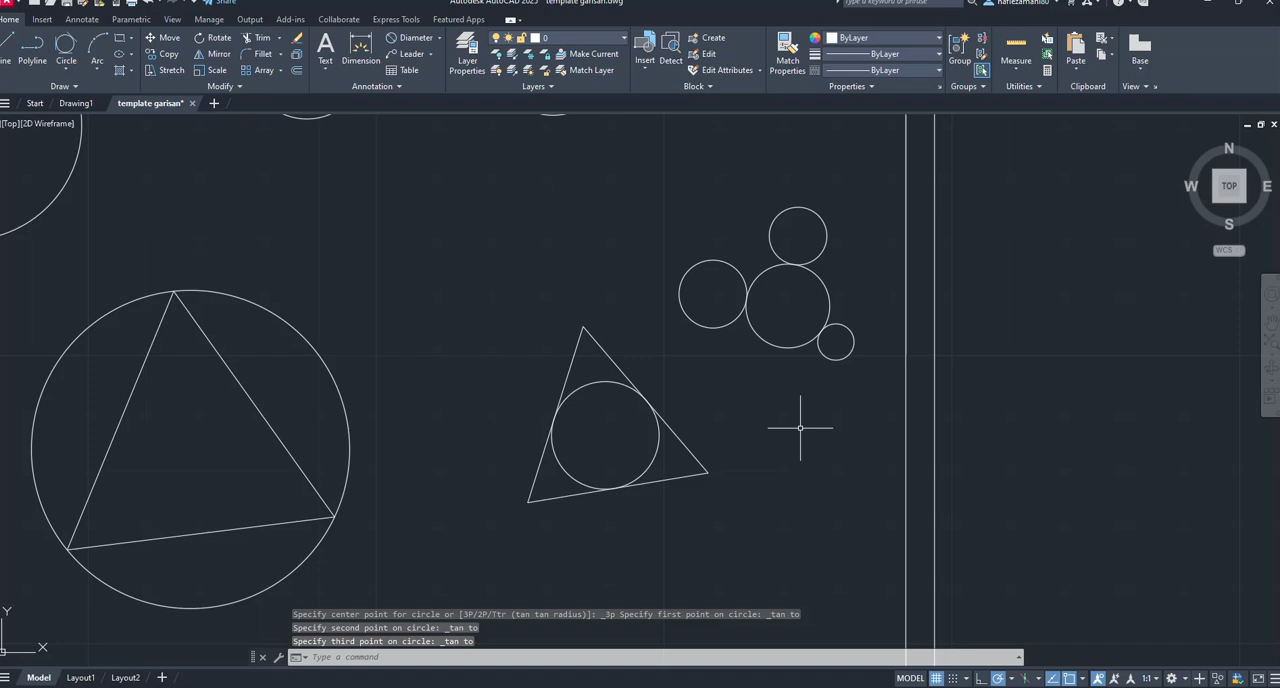 Share
Autodesk AutoCAD 2025 template garisan.dwg
Home Insert Annotate Parametric View Manage Output Add-ins Collaborate Express Tools Featured Apps
Line Polyline Circle Arc
Move Rotate Trim
Copy Mirror Fillet
Stretch Scale Array
Text Dimension
Diameter
Leader
Table
Layer Properties
0
Make Current
Match Layer
Insert Detect
Create
Edit
Edit Attributes
Match Properties
ByLayer
ByLayer
ByLayer
Group Measure Paste Base
Draw Modify Annotation Layers Block Properties Groups Utilities Clipboard View
Start Drawing1 template garisan*
[Top][2D Wireframe]
N
W TOP E
S
WCS
Y
X
Specify center point for circle or [3P/2P/Ttr (tan tan radius)]: _3p Specify first point on circle: _tan to
Specify second point on circle: _tan to
Specify third point on circle: _tan to
Type a command
Model Layout1 Layout2 MODEL 1:1